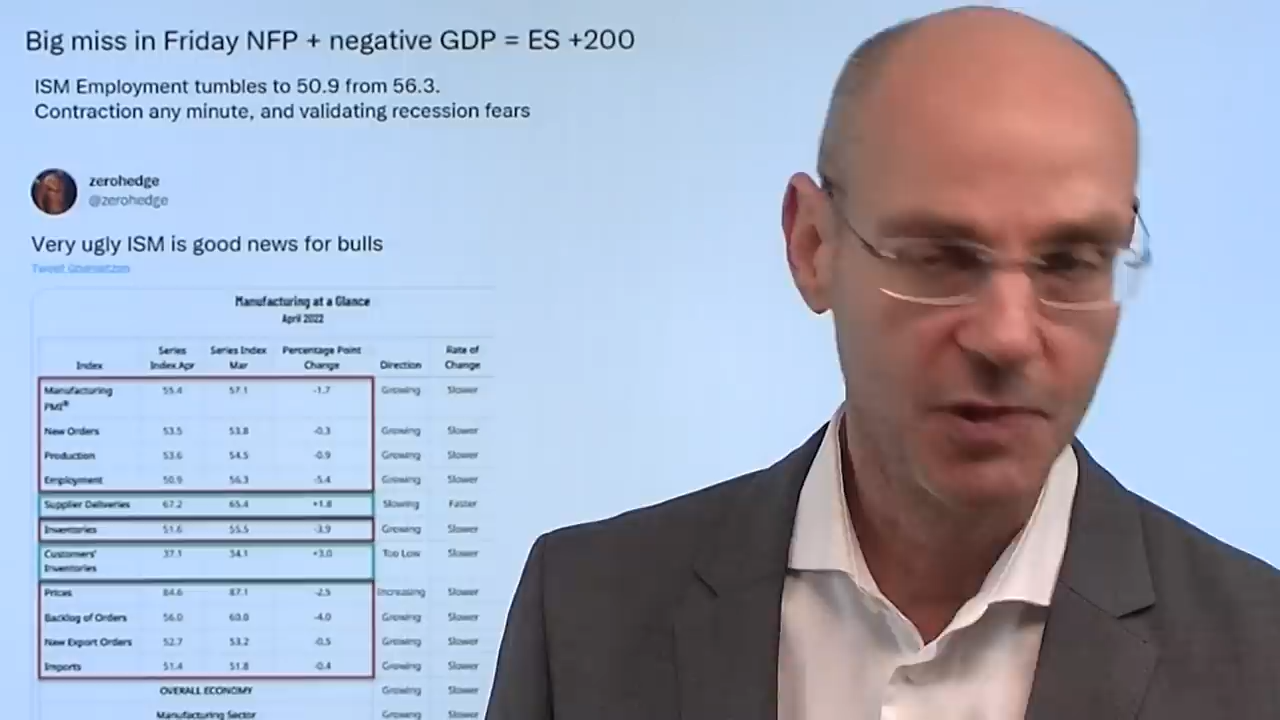 Big miss in Friday NFP + negative GDP = ES +200
ISM Employment tumbles to 50.9 from 56.3.
Contraction any minute, and validating recession fears
zerohedge
@zerohedge
Very ugly ISM is good news for bulls
Tweet übersetzen
Manufacturing at a Glance
April 2022
Index Series Index Apr Series Index Mar Percentage Point Change Direction Rate of Change
Manufacturing PMI® 55.4 57.1 -1.7 Growing Slower
New Orders 53.5 53.8 -0.3 Growing Slower
Production 53.6 54.5 -0.9 Growing Slower
Employment 50.9 56.3 -5.4 Growing Slower
Supplier Deliveries 67.2 65.4 +1.8 Slowing Faster
Inventories 51.6 55.5 -3.9 Growing Slower
Customers' Inventories 37.1 34.1 +3.0 Too Low Slower
Prices 84.6 87.1 -2.5 Increasing Slower
Backlog of Orders 56.0 60.0 -4.0 Growing Slower
New Export Orders 52.7 53.2 -0.5 Growing Slower
Imports 51.4 51.8 -0.4 Growing Slower
OVERALL ECONOMY Growing Slower
Manufacturing Sector Growing Slower